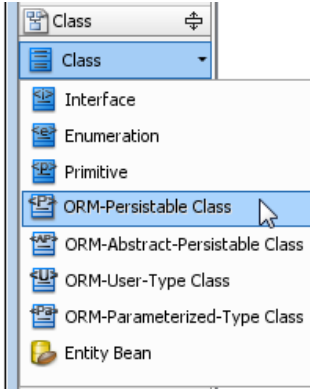 Class
Class
Interface
Enumeration
Primitive
ORM-Persistable Class
ORM-Abstract-Persistable Class
ORM-User-Type Class
ORM-Parameterized-Type Class
Entity Bean